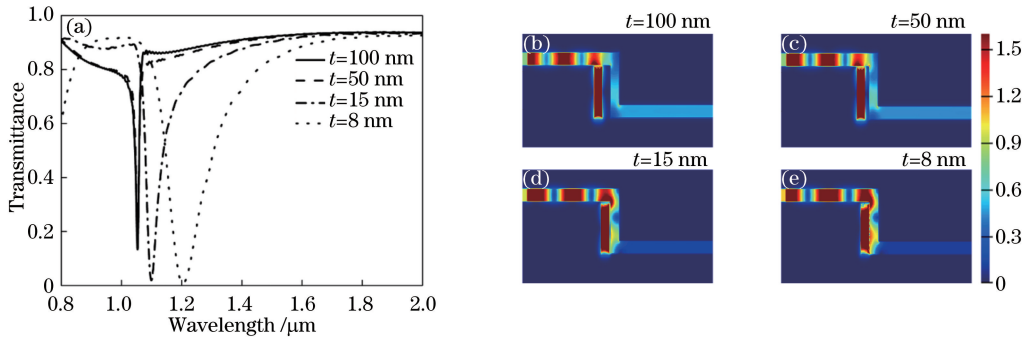 (a)
1.0
0.8
0.6
0.4
0.2
0
Transmittance
0.8 1.0 1.2 1.4 1.6 1.8 2.0
Wavelength /μm
t=100 nm
t=50 nm
t=15 nm
t=8 nm
t=100 nm
(b)
t=50 nm
(c)
t=15 nm
(d)
t=8 nm
(e)
1.5
1.2
0.9
0.6
0.3
0